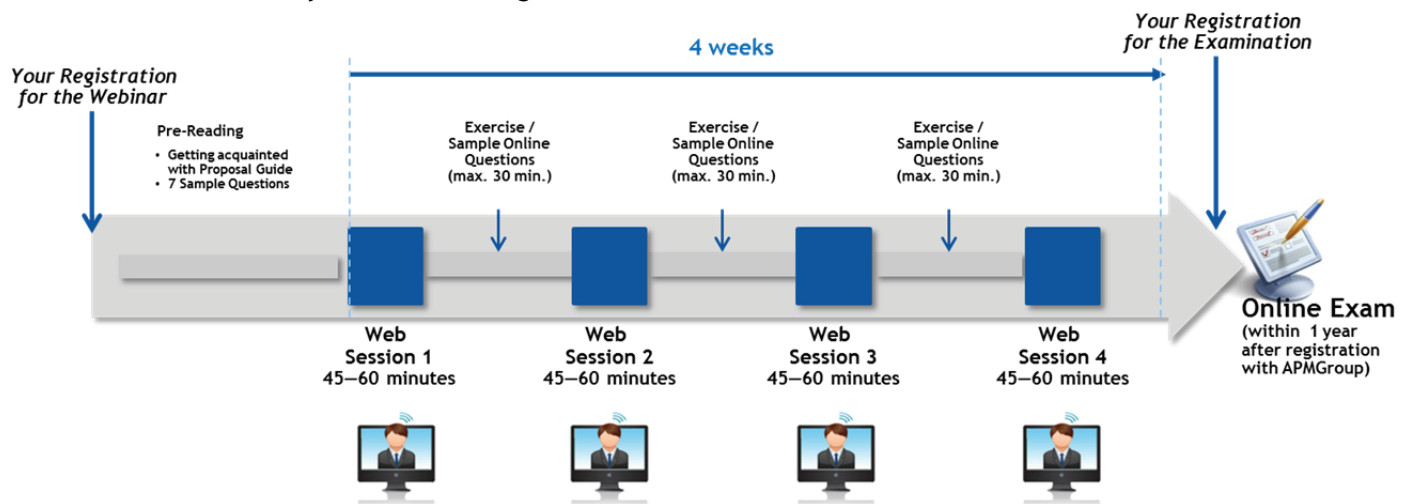 Your Registration
for the Webinar
Pre-Reading
• Getting acquainted
with Proposal Guide
• 7 Sample Questions
4 weeks
Your Registration
for the Examination
Exercise /
Sample Online
Questions
(max. 30 min.)
Exercise /
Sample Online
Questions
(max. 30 min.)
Exercise /
Sample Online
Questions
(max. 30 min.)
Web
Session 1
45—60 minutes
Web
Session 2
45—60 minutes
Web
Session 3
45—60 minutes
Web
Session 4
45—60 minutes
Online Exam
(within 1 year
after registration
with APMGroup)